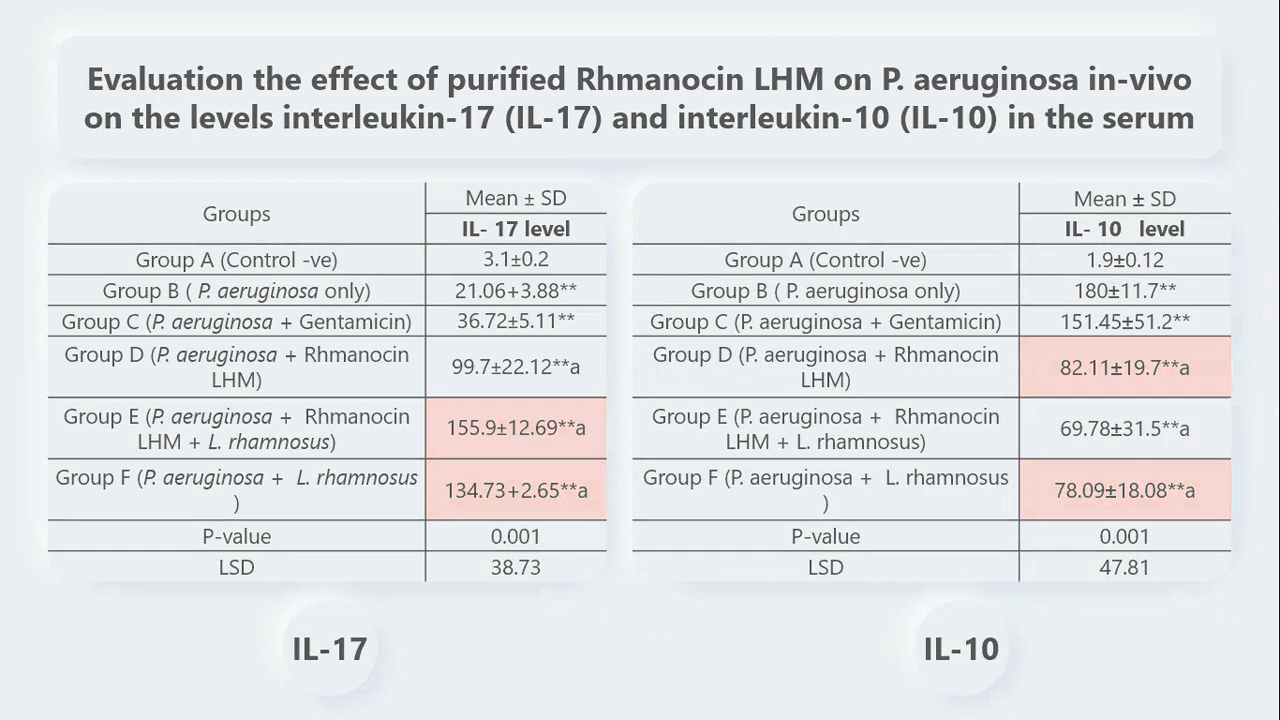 Evaluation the effect of purified Rhmanocin LHM on P. aeruginosa in-vivo
on the levels interleukin-17 (IL-17) and interleukin-10 (IL-10) in the serum
Groups
Mean ± SD
IL- 17 level
Group A (Control -ve)
3.1±0.2
Group B ( P. aeruginosa only)
21.06+3.88**
Group C (P. aeruginosa + Gentamicin)
36.72±5.11**
Group D (P. aeruginosa + Rhmanocin
LHM)
99.7±22.12**a
Group E (P. aeruginosa + Rhmanocin
LHM + L. rhamnosus)
155.9±12.69**a
Group F (P. aeruginosa + L. rhamnosus
)
134.73+2.65**a
P-value
0.001
LSD
38.73
IL-17
Groups
Mean ± SD
IL- 10 level
Group A (Control -ve)
1.9±0.12
Group B ( P. aeruginosa only)
180±11.7**
Group C (P. aeruginosa + Gentamicin)
151.45±51.2**
Group D (P. aeruginosa + Rhmanocin
LHM)
82.11±19.7**a
Group E (P. aeruginosa + Rhmanocin
LHM + L. rhamnosus)
69.78±31.5**a
Group F (P. aeruginosa + L. rhamnosus
)
78.09±18.08**a
P-value
0.001
LSD
47.81
IL-10